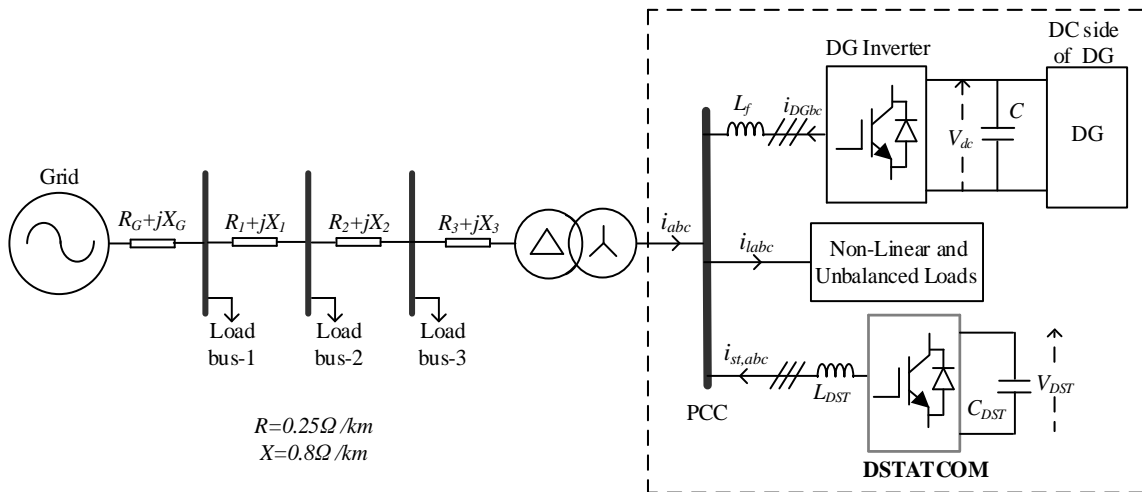 DC side
of DG
DG Inverter
L_f
i_DGbc
V_dc
C
DG
Grid
R_G+jX_G
R_1+jX_1
R_2+jX_2
R_3+jX_3
i_abc
i_labc
Non-Linear and
Unbalanced Loads
Load
bus-1
Load
bus-2
Load
bus-3
i_st,abc
L_DST
C_DST
V_DST
PCC
R=0.25Ω/km
X=0.8Ω/km
DSTATCOM